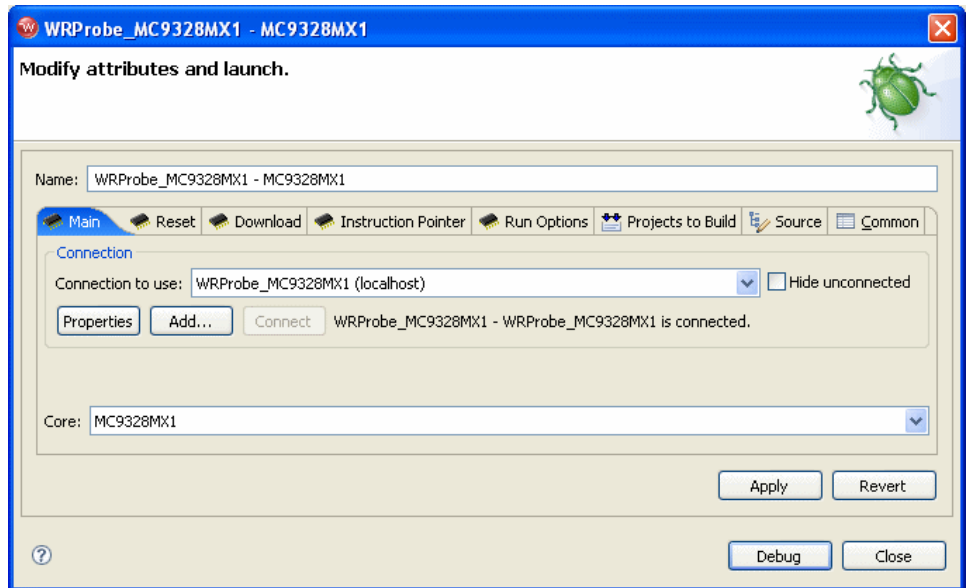 WRProbe_MC9328MX1 - MC9328MX1
Modify attributes and launch.
Name: WRProbe_MC9328MX1 - MC9328MX1
Main Reset Download Instruction Pointer Run Options Projects to Build Source Common
Connection
Connection to use: WRProbe_MC9328MX1 (localhost) Hide unconnected
Properties Add... Connect WRProbe_MC9328MX1 - WRProbe_MC9328MX1 is connected.
Core: MC9328MX1
Apply Revert
? Debug Close